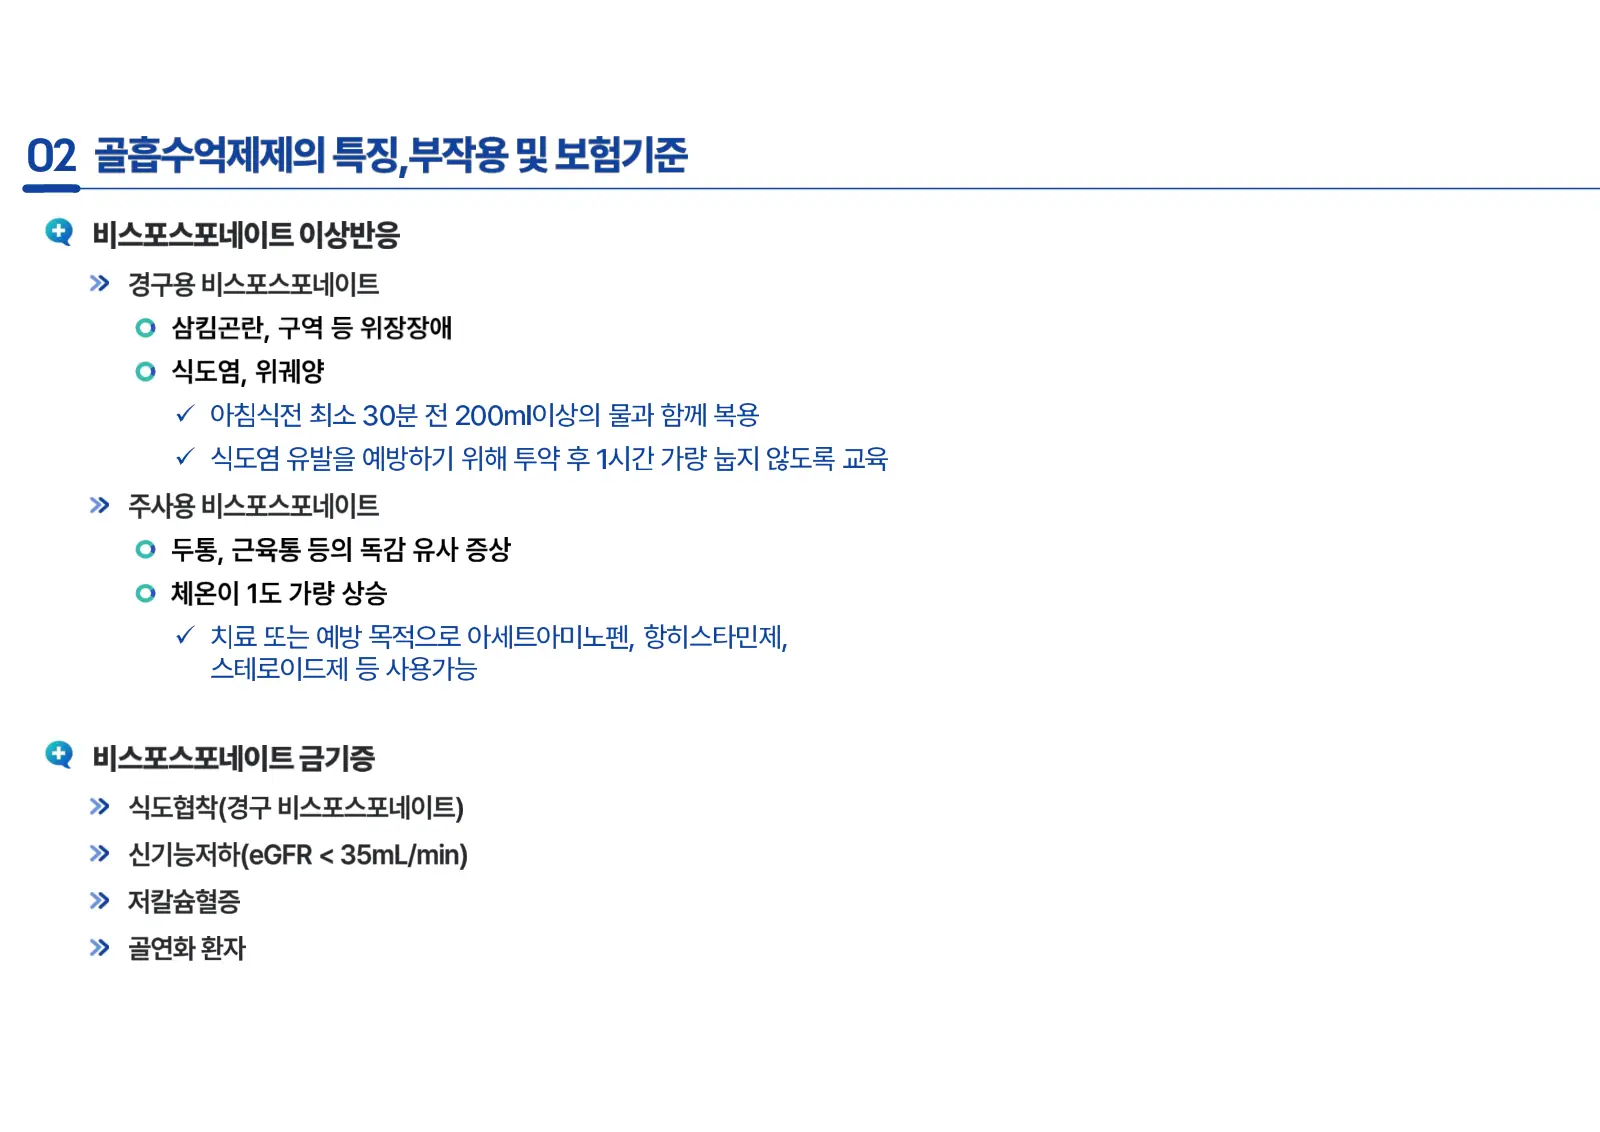 02 골흡수억제제의 특징,부작용 및 보험기준
비스포스포네이트 이상반응
경구용 비스포스포네이트
삼킴곤란, 구역 등 위장장애
식도염, 위궤양
아침식전 최소 30분 전 200ml이상의 물과 함께 복용
식도염 유발을 예방하기 위해 투약 후 1시간 가량 눕지 않도록 교육
주사용 비스포스포네이트
두통, 근육통 등의 독감 유사 증상
체온이 1도 가량 상승
치료 또는 예방 목적으로 아세트아미노펜, 항히스타민제,
스테로이드제 등 사용가능
비스포스포네이트 금기증
식도협착(경구 비스포스포네이트)
신기능저하(eGFR < 35mL/min)
저칼슘혈증
골연화 환자